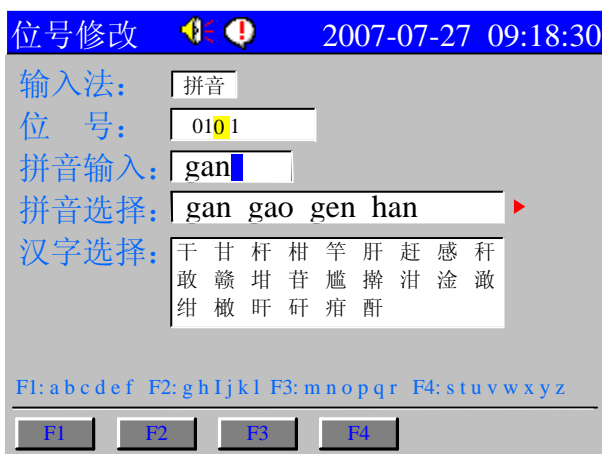 位号修改 2007-07-27 09:18:30
输入法： 拼音
位 号： 0101
拼音输入： gan
拼音选择： gan gao gen han
汉字选择： 干 甘 杆 柑 竿 肝 赶 感 秆
敢 赣 坩 苷 尴 擀 泔 淦 澉
绀 橄 旰 矸 疳 酐
F1: a b c d e f F2: g h I j k l F3: m n o p q r F4: s t u v w x y z
F1 F2 F3 F4